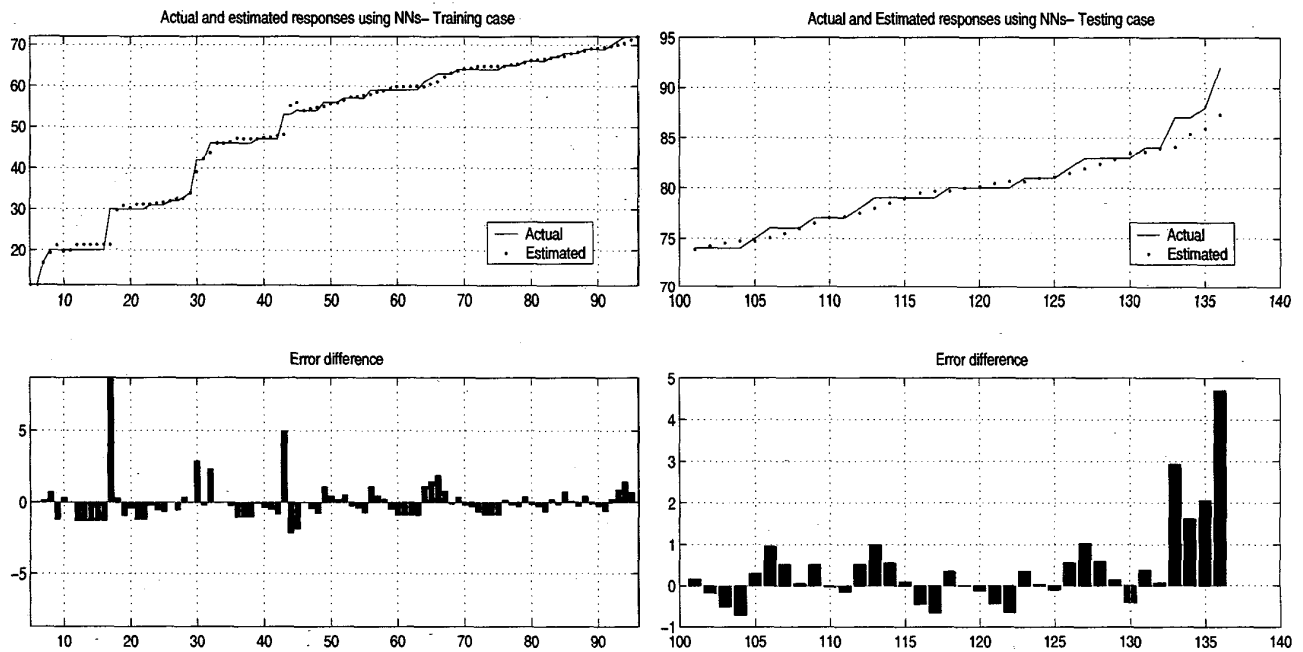 Actual and estimated responses using NNs– Training case
70
60
50
40
30
20
Actual
Estimated
10 20 30 40 50 60 70 80 90
Actual and Estimated responses using NNs– Testing case
95
90
85
80
75
70
Actual
Estimated
100 105 110 115 120 125 130 135 140
Error difference
5
0
−5
10 20 30 40 50 60 70 80 90
Error difference
5
4
3
2
1
0
−1
100 105 110 115 120 125 130 135 140